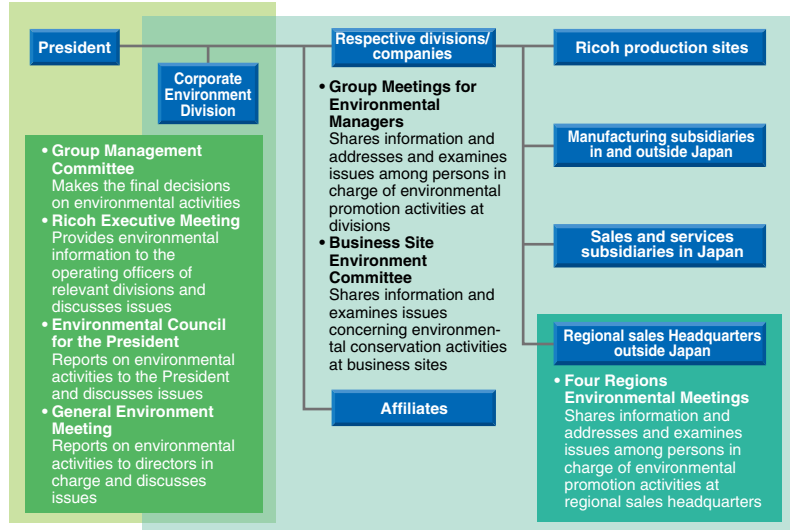 President
Corporate
Environment
Division
• Group Management
Committee
Makes the final decisions
on environmental activities
• Ricoh Executive Meeting
Provides environmental
information to the
operating officers of
relevant divisions and
discusses issues
• Environmental Council
for the President
Reports on environmental
activities to the President
and discusses issues
• General Environment
Meeting
Reports on environmental
activities to directors in
charge and discusses
issues
Respective divisions/
companies
• Group Meetings for
Environmental
Managers
Shares information and
addresses and examines
issues among persons in
charge of environmental
promotion activities at
divisions
• Business Site
Environment
Committee
Shares information and
examines issues
concerning environmen-
tal conservation activities
at business sites
Affiliates
Ricoh production sites
Manufacturing subsidiaries
in and outside Japan
Sales and services
subsidiaries in Japan
Regional sales Headquarters
outside Japan
• Four Regions
Environmental Meetings
Shares information and
addresses and examines
issues among persons in
charge of environmental
promotion activities at
regional sales headquarters